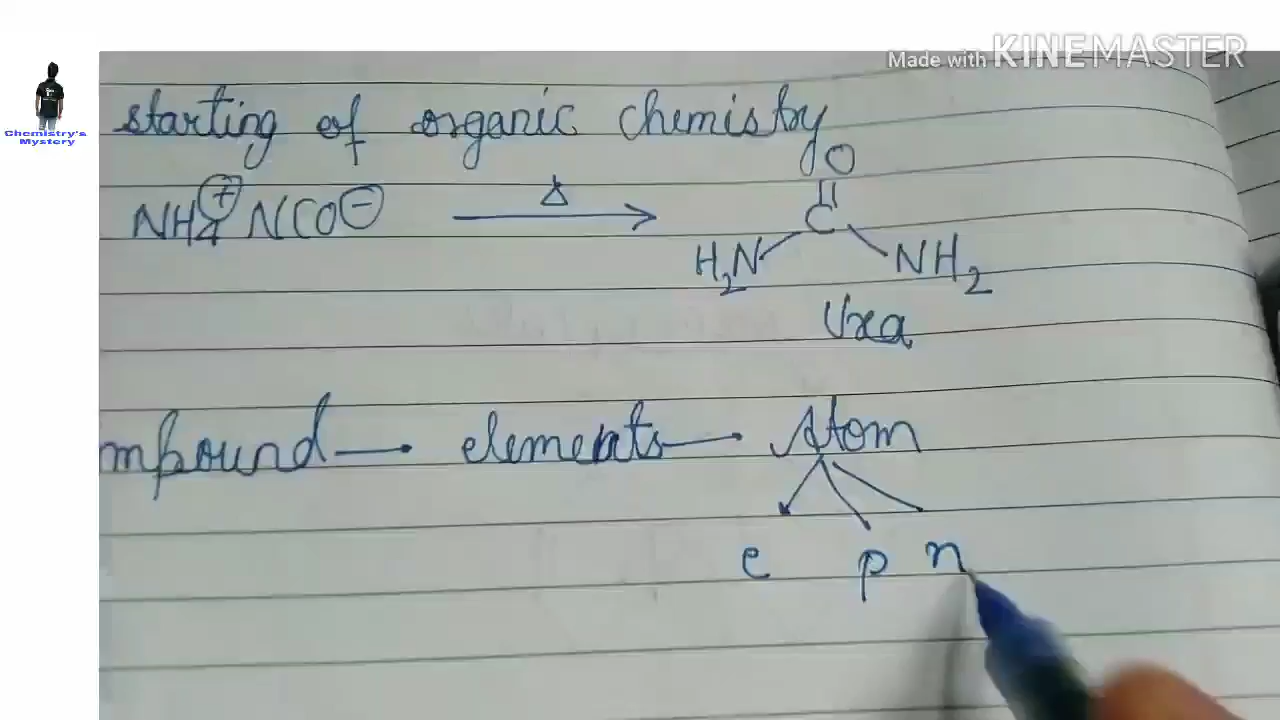 Made with KINEMASTER
Chemistry's
Mystery
starting of organic chemistry
NH4⊕ NCO⊖ —Δ→ O
||
C
H2N NH2
Urea
mpound → elements → Atom
e p n